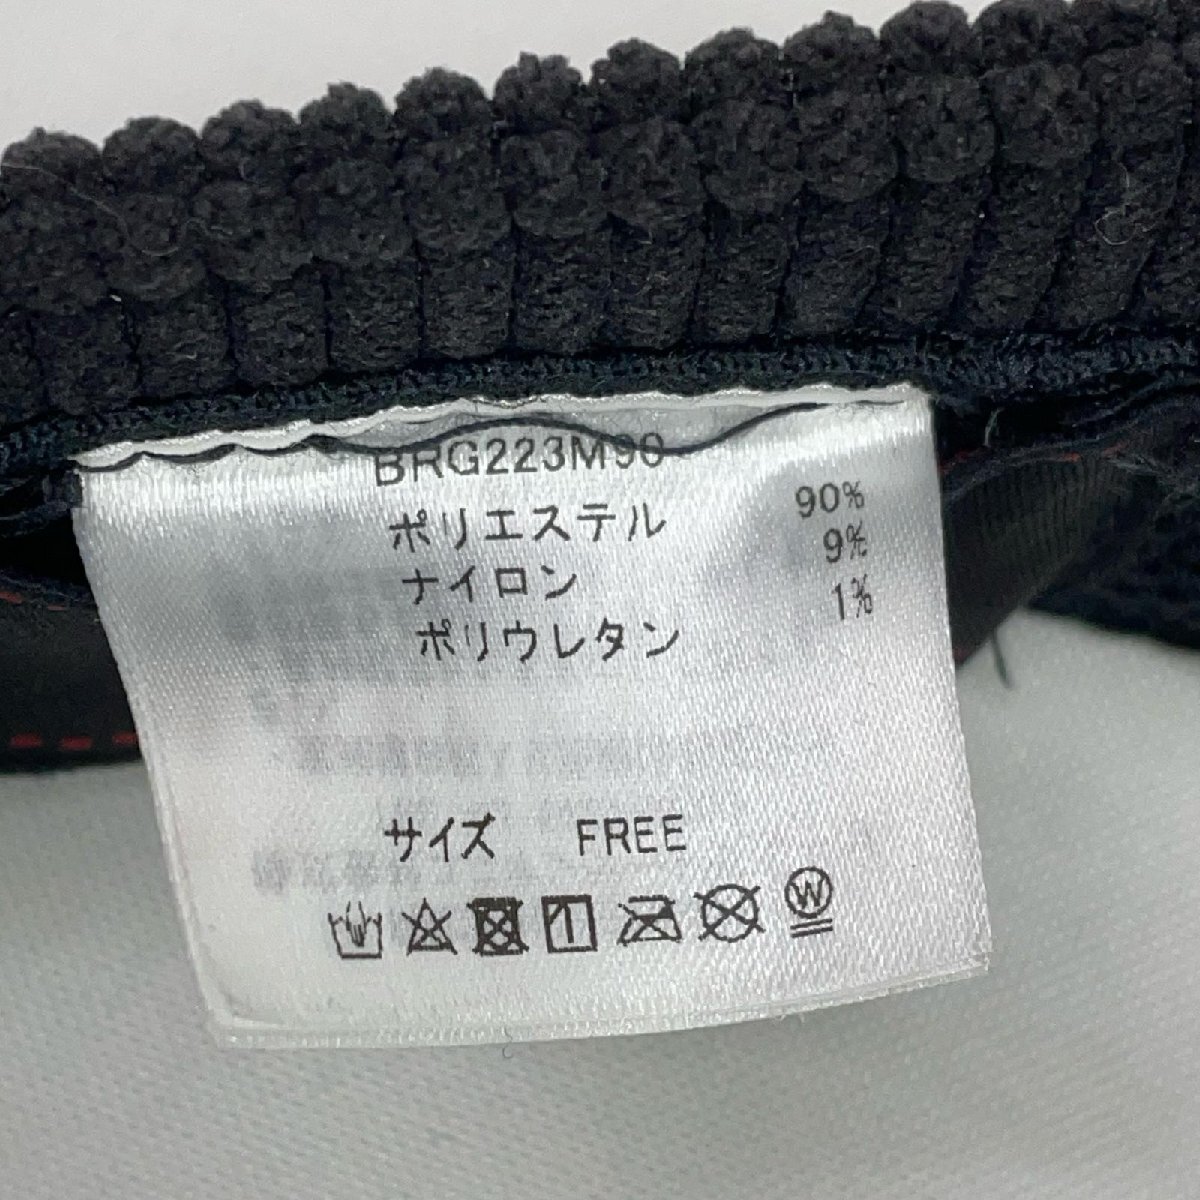 BRG223M90
ポリエステル 90%
ナイロン 9%
ポリウレタン 1%
サイズ FREE
W